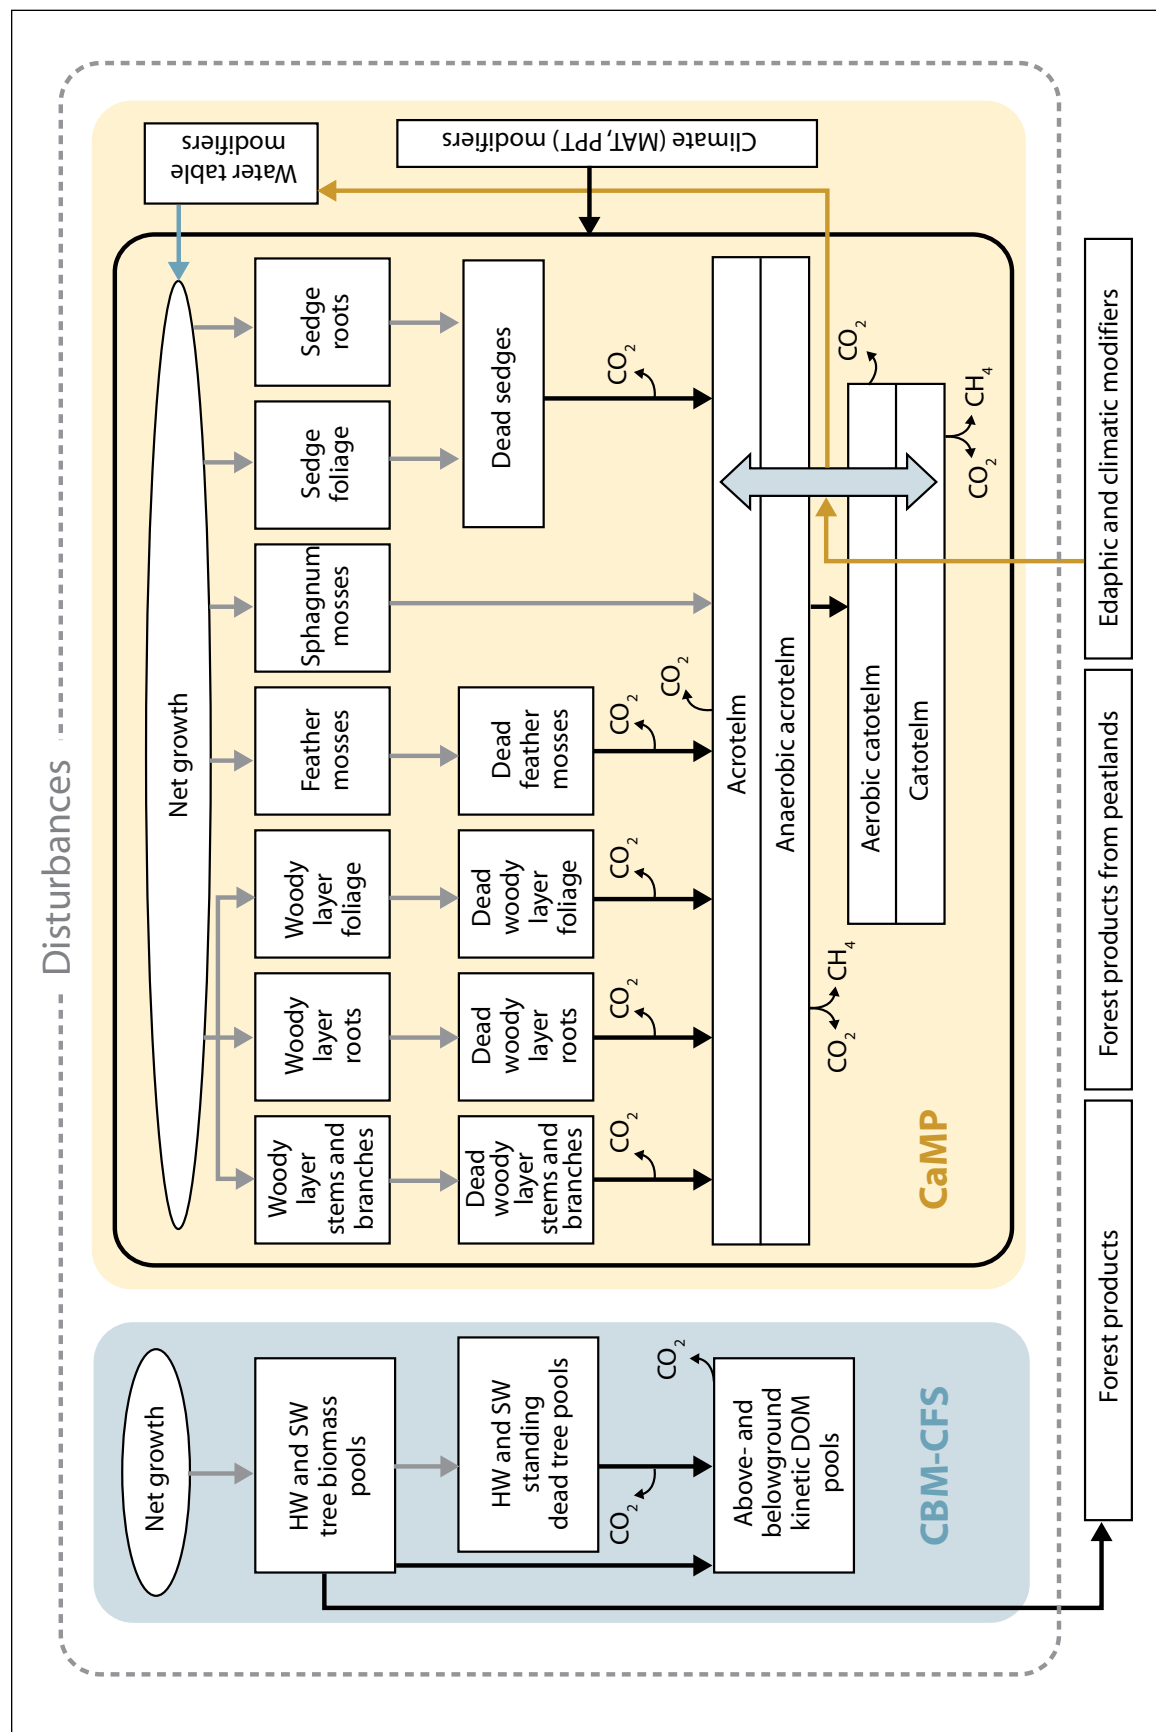 Disturbances
Net growth
HW and SW
tree biomass
pools
HW and SW
standing
dead tree pools
CO2
Above- and
belowground
kinetic DOM
pools
CO2
CBM-CFS
Net growth
Water table
modifiers
Climate (MAT, PPT) modifiers
Woody
layer
stems and
branches
Woody
layer
roots
Woody
layer
foliage
Feather
mosses
Sphagnum
mosses
Sedge
foliage
Sedge
roots
Dead
woody
layer
stems and
branches
Dead
woody
layer
roots
Dead
woody
layer
foliage
Dead
feather
mosses
Dead sedges
CO2
CO2
CO2
CO2
CO2
CO2
Acrotelm
Anaerobic acrotelm
CO2
CH4
Aerobic catotelm
Catotelm
CO2
CO2
CH4
CaMP
Forest products
Forest products from peatlands
Edaphic and climatic modifiers